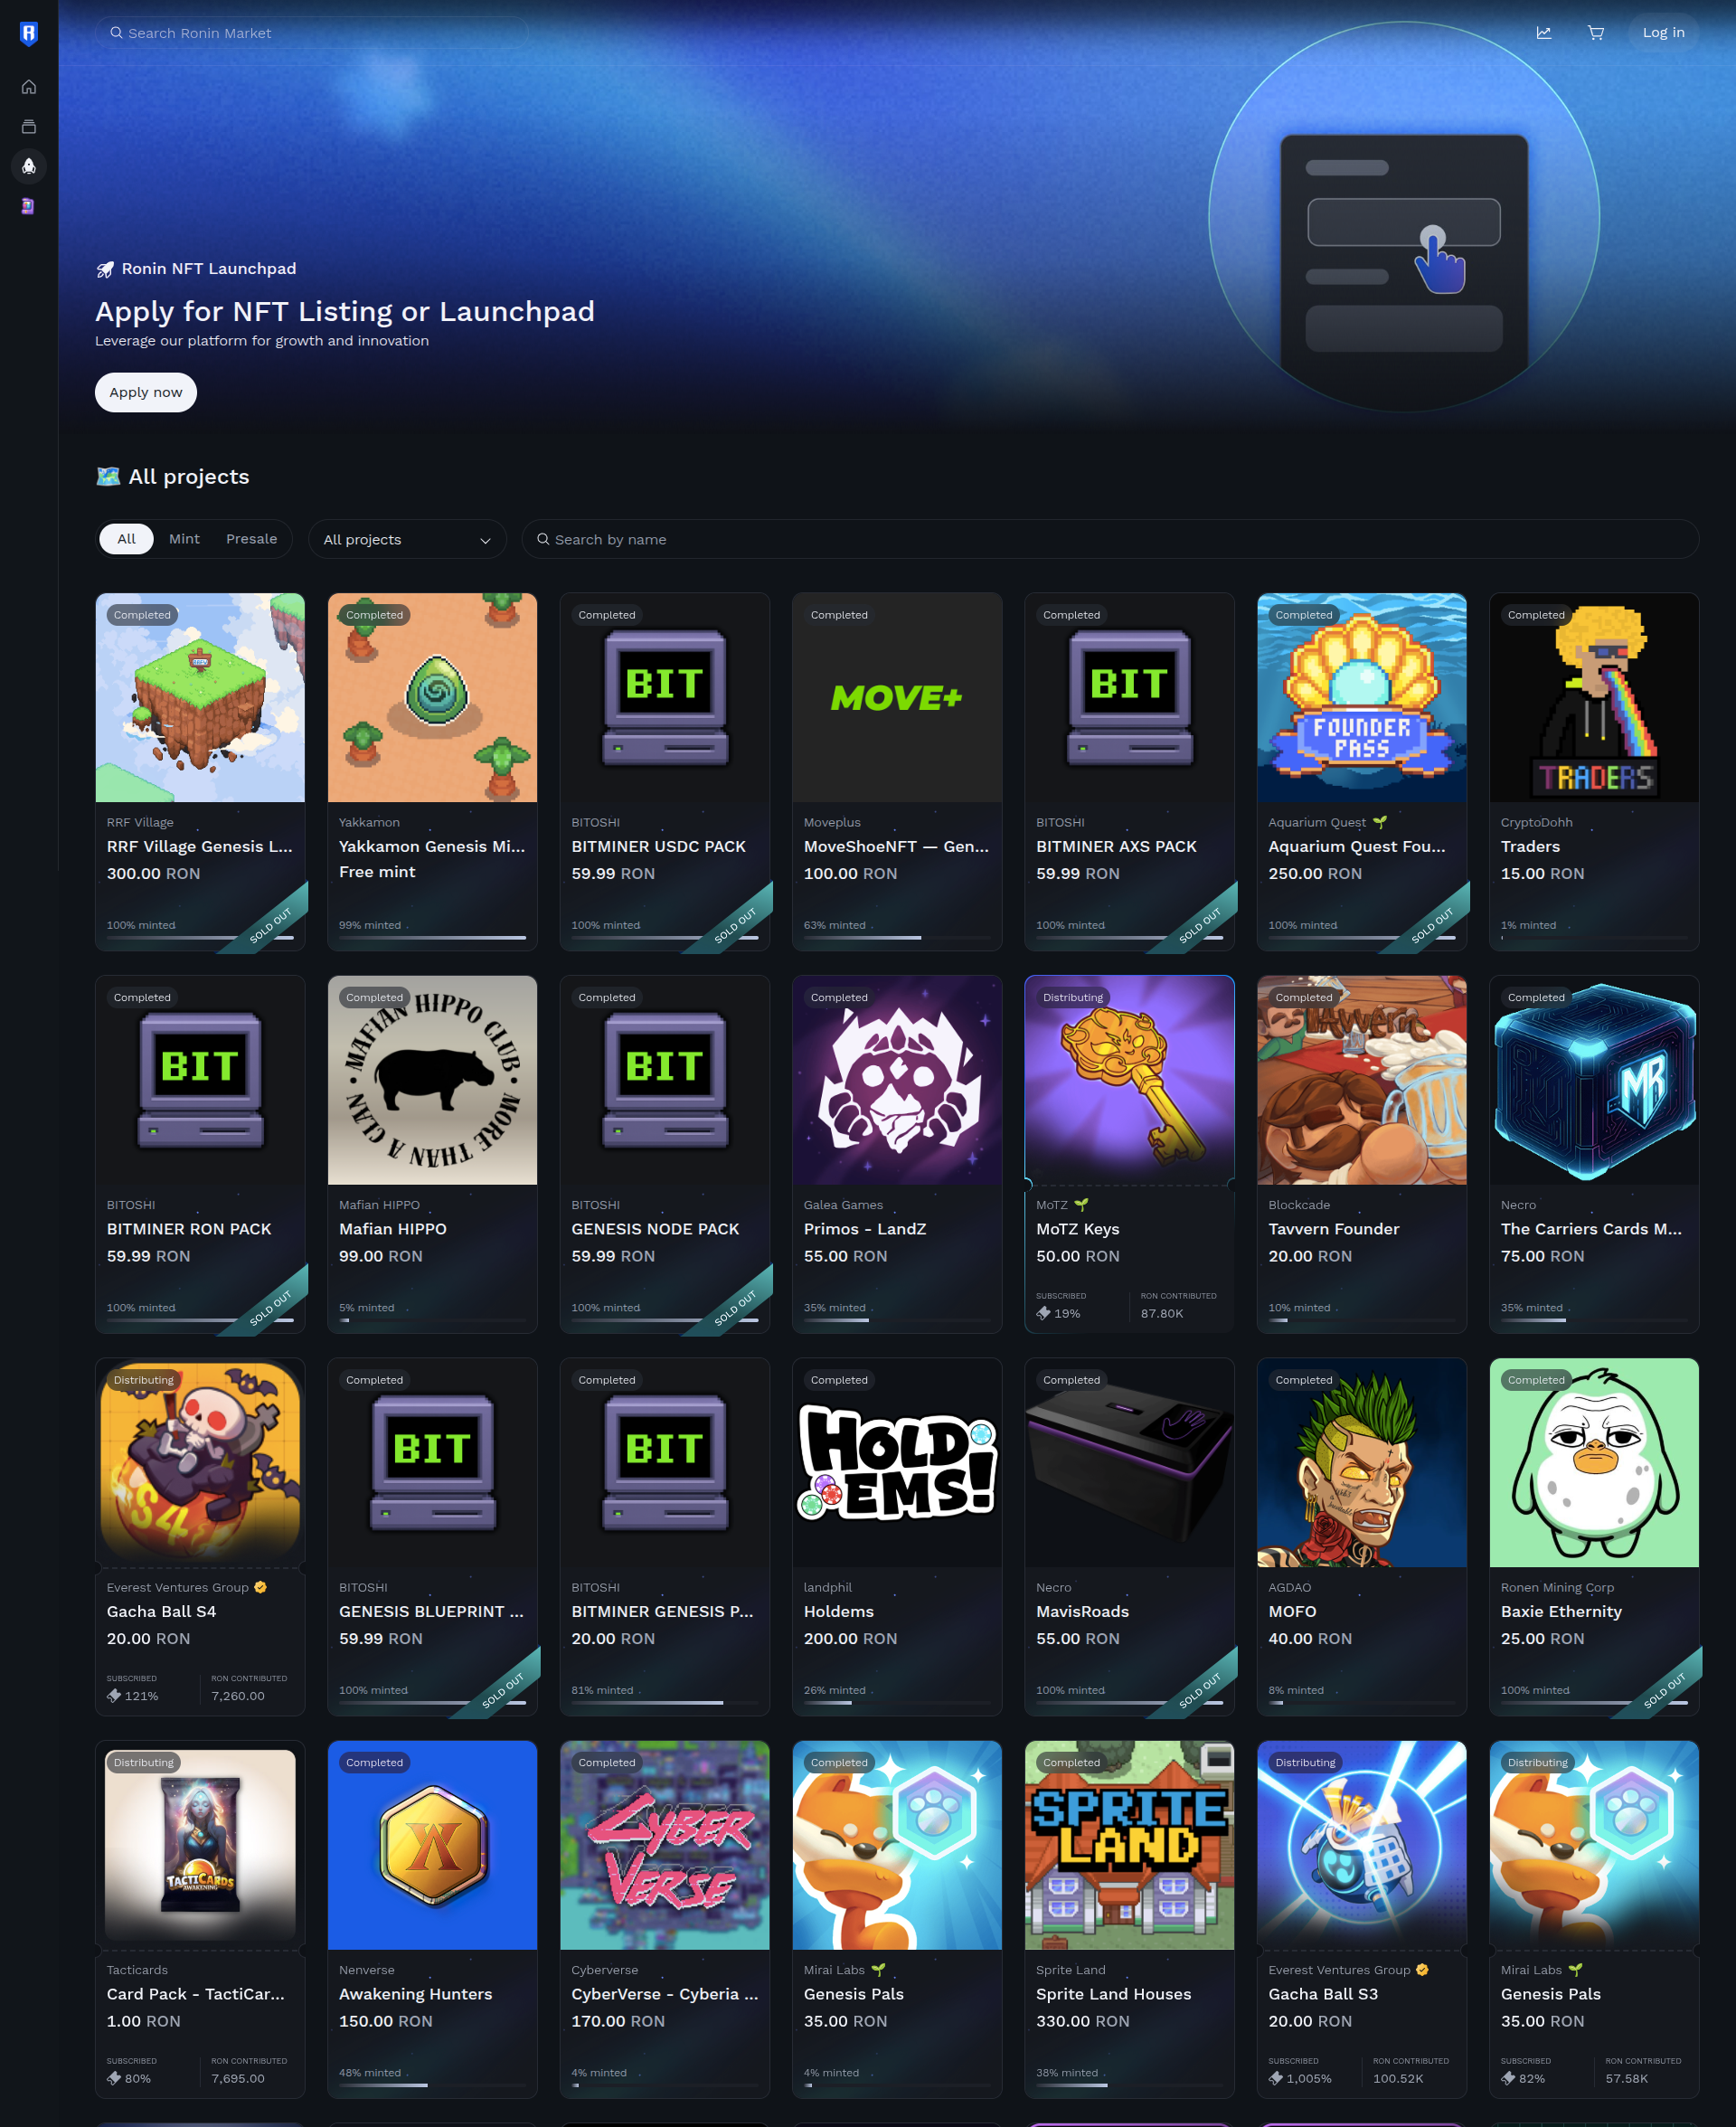 Search Ronin Market
Log in
Ronin NFT Launchpad
Apply for NFT Listing or Launchpad
Leverage our platform for growth and innovation
Apply now
All projects
All
Mint
Presale
All projects
Search by name
Completed
RRF Village
RRF Village Genesis L...
300.00 RON
100% minted
SOLD OUT
Completed
Yakkamon
Yakkamon Genesis Mi...
Free mint
99% minted
Completed
BIT
BITOSHI
BITMINER USDC PACK
59.99 RON
100% minted
SOLD OUT
Completed
MOVE+
Moveplus
MoveShoeNFT — Gen...
100.00 RON
63% minted
Completed
BIT
BITOSHI
BITMINER AXS PACK
59.99 RON
100% minted
SOLD OUT
Completed
FOUNDER
PASS
Aquarium Quest
Aquarium Quest Fou...
250.00 RON
100% minted
SOLD OUT
Completed
TRADERS
CryptoDohh
Traders
15.00 RON
1% minted
Completed
BIT
BITOSHI
BITMINER RON PACK
59.99 RON
100% minted
SOLD OUT
Completed
MAFIAN HIPPO CLUB
MORE THAN A CLAN
Mafian HIPPO
Mafian HIPPO
99.00 RON
5% minted
Completed
BIT
BITOSHI
GENESIS NODE PACK
59.99 RON
100% minted
SOLD OUT
Completed
Galea Games
Primos - LandZ
55.00 RON
35% minted
Distributing
MoTZ
MoTZ Keys
50.00 RON
SUBSCRIBED
19%
RON CONTRIBUTED
87.80K
Completed
Tavvern
Blockcade
Tavvern Founder
20.00 RON
10% minted
Completed
MR
Necro
The Carriers Cards M...
75.00 RON
35% minted
Distributing
S4
Everest Ventures Group
Gacha Ball S4
20.00 RON
SUBSCRIBED
121%
RON CONTRIBUTED
7,260.00
Completed
BIT
BITOSHI
GENESIS BLUEPRINT ...
59.99 RON
100% minted
SOLD OUT
Completed
BIT
BITOSHI
BITMINER GENESIS P...
20.00 RON
81% minted
Completed
HOLD
EMS!
landphil
Holdems
200.00 RON
26% minted
Completed
Necro
MavisRoads
55.00 RON
100% minted
SOLD OUT
Completed
AGDAO
MOFO
40.00 RON
8% minted
Completed
Ronen Mining Corp
Baxie Ethernity
25.00 RON
100% minted
SOLD OUT
Distributing
TACTICARDS
AWAKENING
Tacticards
Card Pack - TactiCar...
1.00 RON
SUBSCRIBED
80%
RON CONTRIBUTED
7,695.00
Completed
Nenverse
Awakening Hunters
150.00 RON
48% minted
Completed
CYBER
VERSE
Cyberverse
CyberVerse - Cyberia ...
170.00 RON
4% minted
Completed
Mirai Labs
Genesis Pals
35.00 RON
4% minted
Completed
SPRITE
LAND
Sprite Land
Sprite Land Houses
330.00 RON
38% minted
Distributing
Everest Ventures Group
Gacha Ball S3
20.00 RON
SUBSCRIBED
1,005%
RON CONTRIBUTED
100.52K
Distributing
Mirai Labs
Genesis Pals
35.00 RON
SUBSCRIBED
82%
RON CONTRIBUTED
57.58K